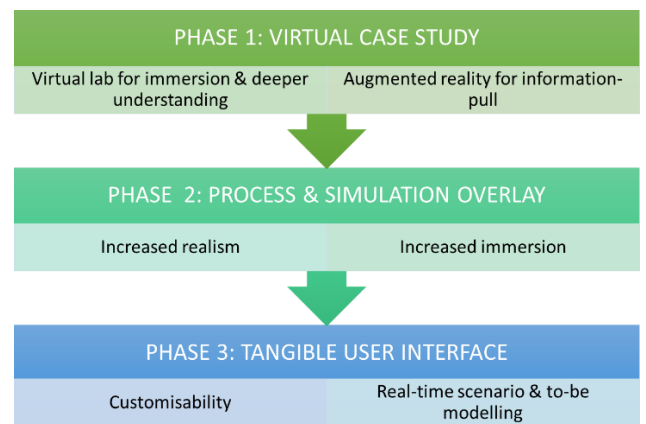 PHASE 1: VIRTUAL CASE STUDY
Virtual lab for immersion & deeper
understanding
Augmented reality for information-
pull
PHASE 2: PROCESS & SIMULATION OVERLAY
Increased realism
Increased immersion
PHASE 3: TANGIBLE USER INTERFACE
Customisability
Real-time scenario & to-be
modelling